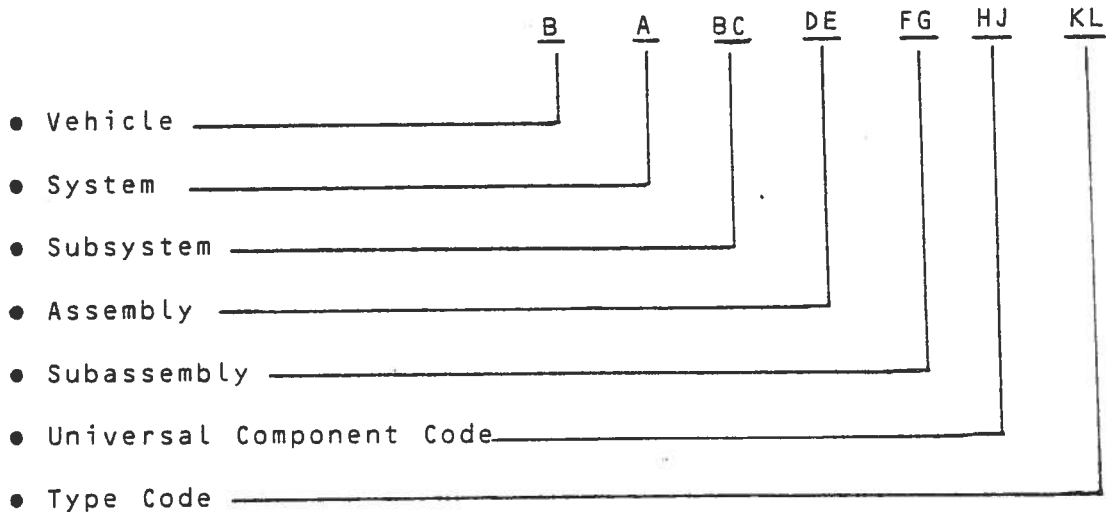 B A BC DE FG HJ KL
• Vehicle
• System
• Subsystem
• Assembly
• Subassembly
• Universal Component Code
• Type Code